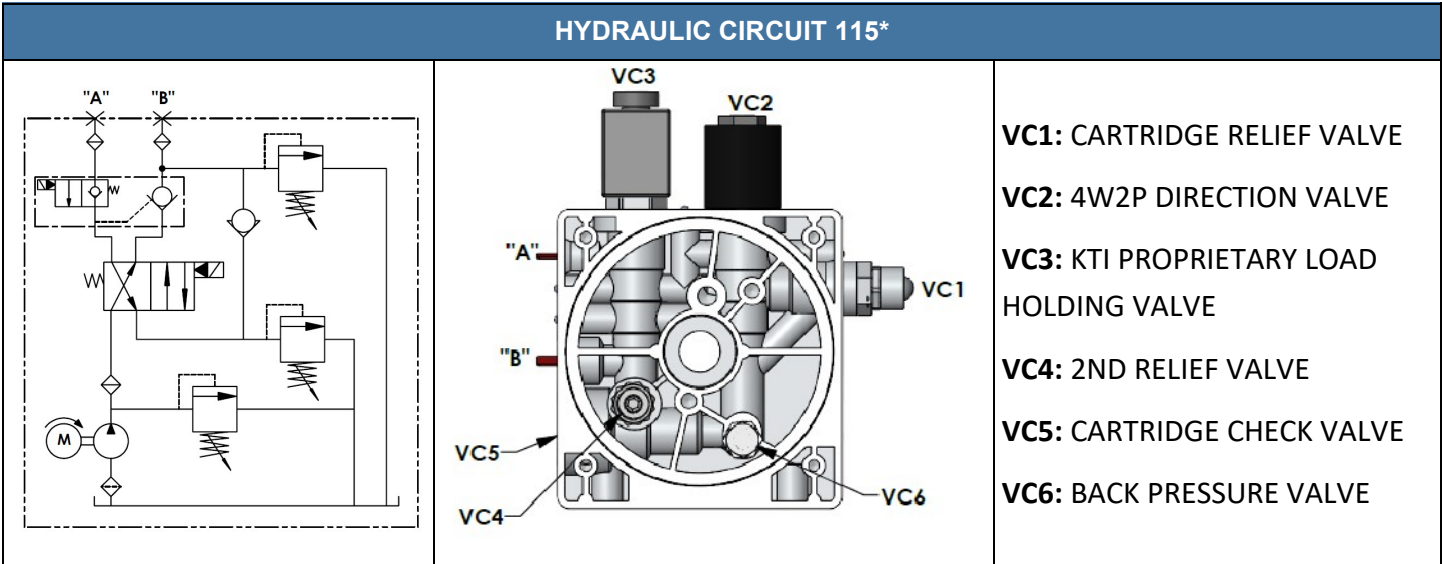 HYDRAULIC CIRCUIT 115*
"A" "B"
M
VC3
VC2
"A"
VC1
"B"
VC5
VC4
VC6
VC1: CARTRIDGE RELIEF VALVE
VC2: 4W2P DIRECTION VALVE
VC3: KTI PROPRIETARY LOAD
HOLDING VALVE
VC4: 2ND RELIEF VALVE
VC5: CARTRIDGE CHECK VALVE
VC6: BACK PRESSURE VALVE